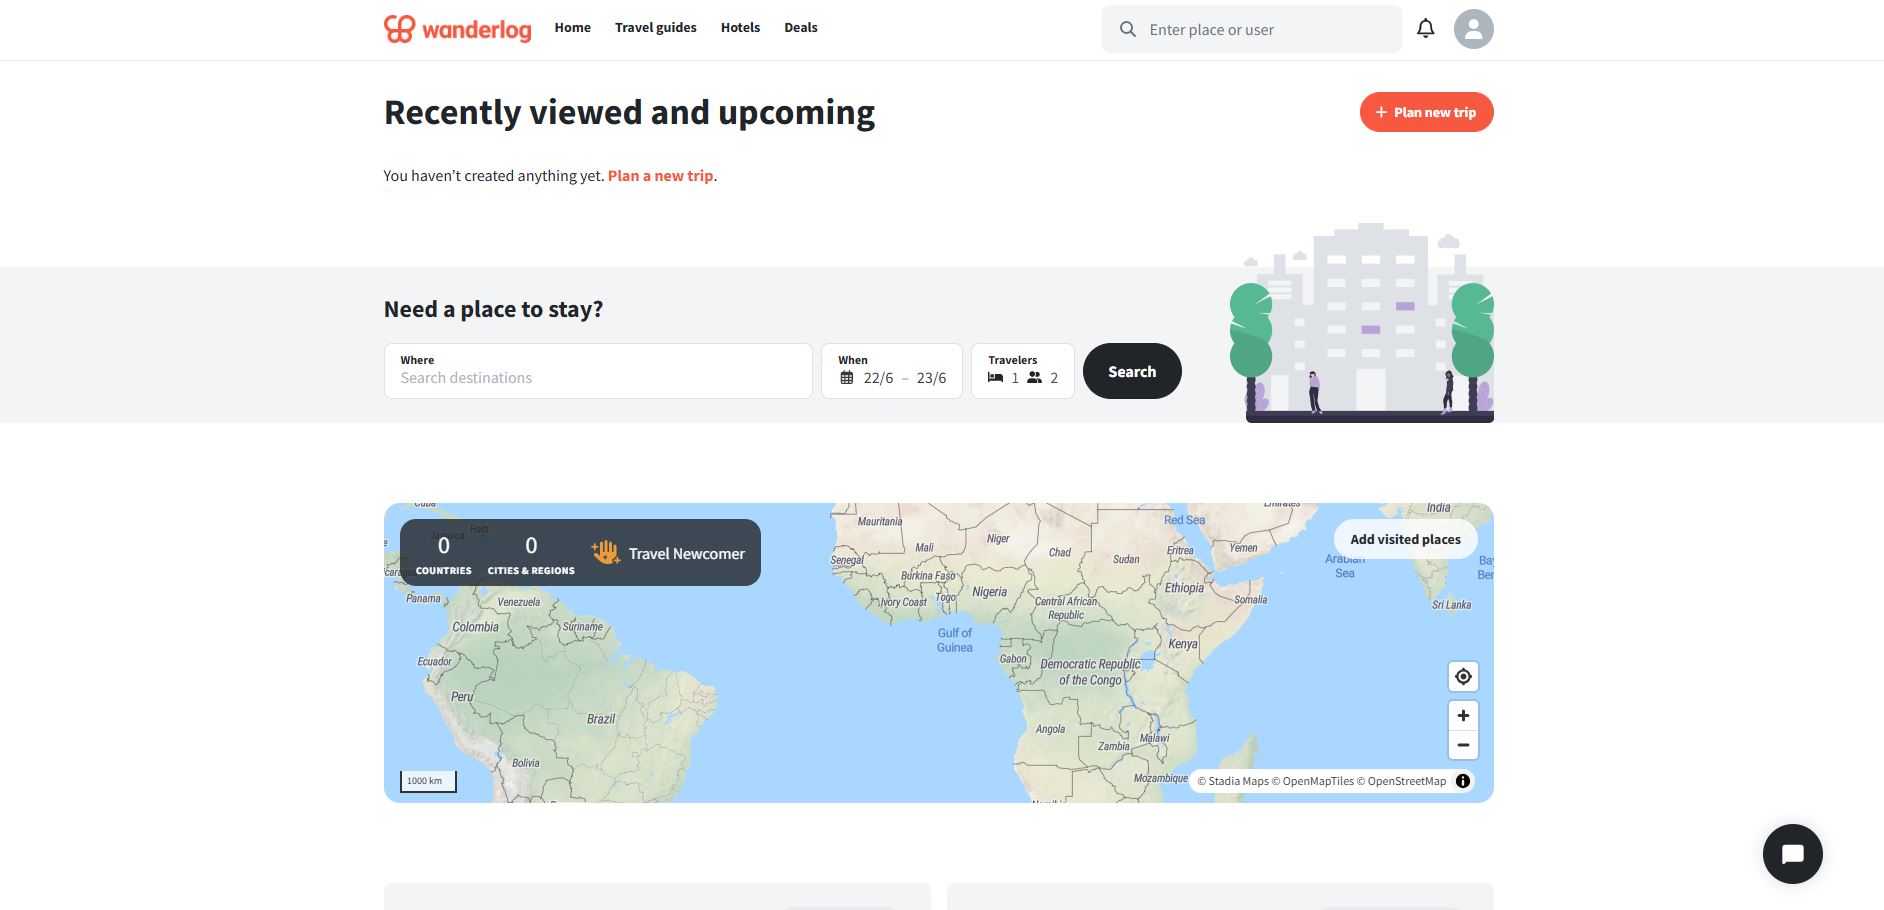 wanderlog
Home
Travel guides
Hotels
Deals
Enter place or user
Recently viewed and upcoming
+ Plan new trip
You haven’t created anything yet. Plan a new trip.
Need a place to stay?
Where
Search destinations
When
22/6 – 23/6
Travelers
1 2
Search
0
COUNTRIES
0
CITIES & REGIONS
Travel Newcomer
Add visited places
Cuba
Haiti
Jamaica
Panama
Venezuela
Colombia
Suriname
Ecuador
Peru
Brazil
Bolivia
1000 km
Mauritania
Mali
Niger
Chad
Sudan
Eritrea
Yemen
Red Sea
Emirates
India
Senegal
Burkina Faso
Ivory Coast
Togo
Nigeria
Central African
Republic
Ethiopia
Somalia
Arabian
Sea
Sri Lanka
Gulf of
Guinea
Gabon
Democratic Republic
of the Congo
Kenya
Angola
Zambia
Malawi
Mozambique
© Stadia Maps © OpenMapTiles © OpenStreetMap